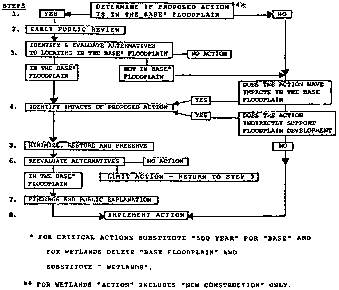 STEPS
DETERMINE IF PROPOSED ACTION**
1. YES IS IN THE BASE* FLOODPLAIN NO
2. EARLY PUBLIC REVIEW
IDENTIFY & EVALUATE ALTERNATIVES
3. TO LOCATING IN THE BASE* FLOODPLAIN NO ACTION
IN THE BASE* FLOODPLAIN
NOT IN BASE* FLOODPLAIN
DOES THE ACTION HAVE
IMPACTS IN THE BASE
FLOODPLAIN
YES
4. IDENTIFY IMPACTS OF PROPOSED ACTION
YES
DOES THE ACTION
INDIRECTLY SUPPORT
FLOODPLAIN DEVELOPMENT
5. MINIMIZE, RESTORE AND PRESERVE
NO
6. REEVALUATE ALTERNATIVES NO ACTION
IN THE BASE*
FLOODPLAIN
LIMIT ACTION - RETURN TO STEP 3
7. FINDINGS AND PUBLIC EXPLANATION
8. IMPLEMENT ACTION
* FOR CRITICAL ACTIONS SUBSTITUTE "500 YEAR" FOR "BASE" AND
FOR WETLANDS DELETE "BASE FLOODPLAIN" AND
SUBSTITUTE "WETLANDS".
** FOR WETLANDS "ACTION" INCLUDES "NEW CONSTRUCTION" ONLY.